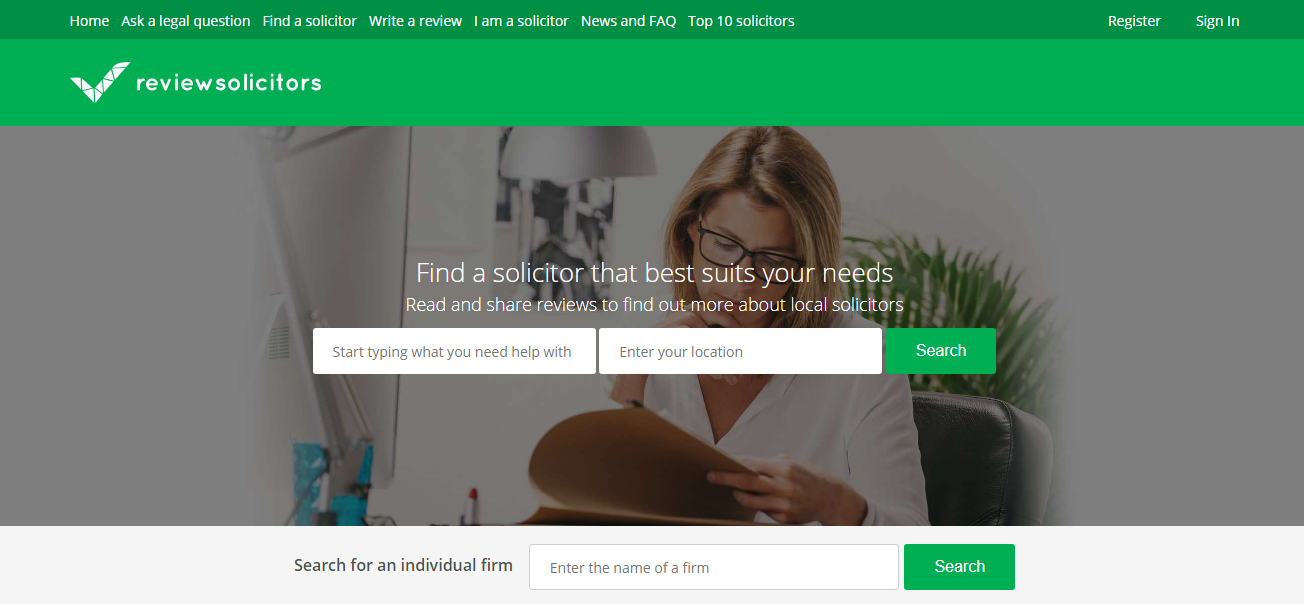 Home Ask a legal question Find a solicitor Write a review I am a solicitor News and FAQ Top 10 solicitors Register Sign In
reviewsolicitors
Find a solicitor that best suits your needs
Read and share reviews to find out more about local solicitors
Start typing what you need help with Enter your location Search
Search for an individual firm Enter the name of a firm Search